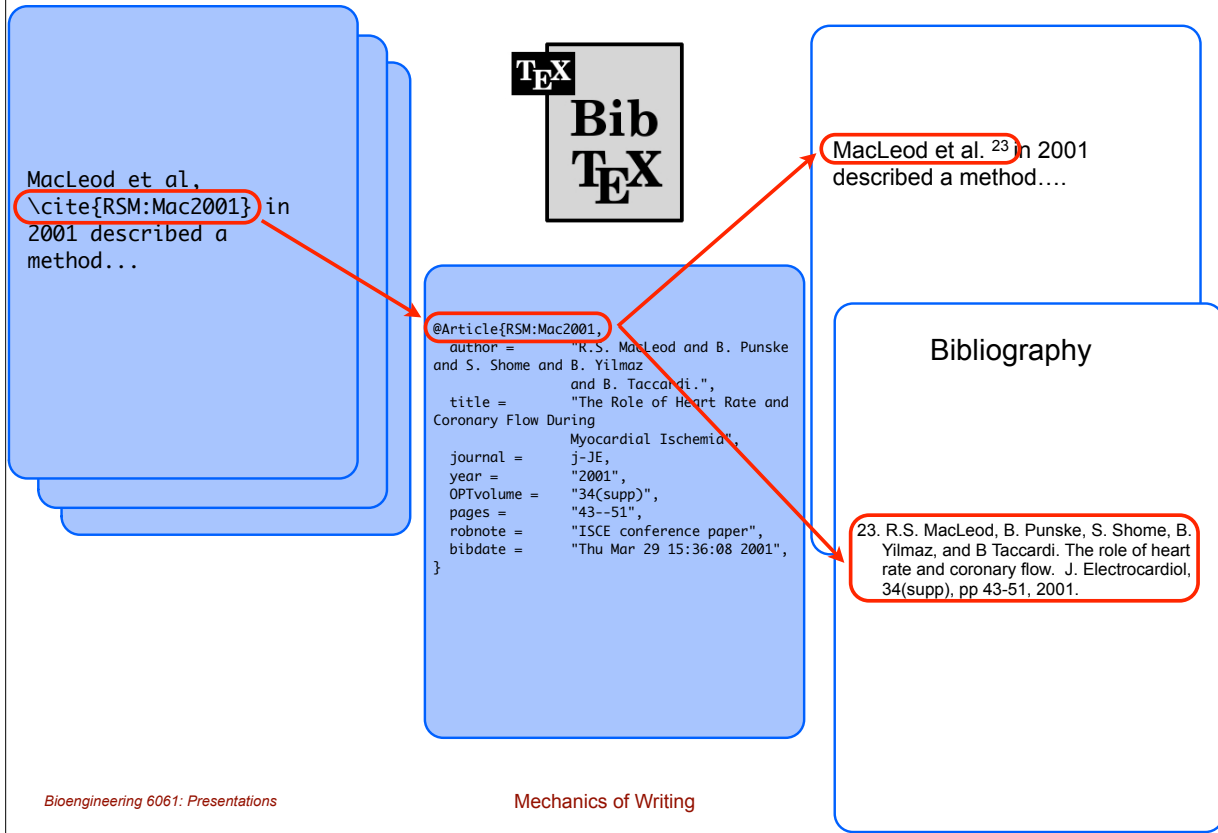 MacLeod et al,
\cite{RSM:Mac2001} in
2001 described a
method...
TEX
Bib
TEX
@Article{RSM:Mac2001,
author = "R.S. MacLeod and B. Punske
and S. Shome and B. Yilmaz
and B. Taccardi.",
title = "The Role of Heart Rate and
Coronary Flow During
Myocardial Ischemia",
journal = j-JE,
year = "2001",
OPTvolume = "34(supp)",
pages = "43--51",
robnote = "ISCE conference paper",
bibdate = "Thu Mar 29 15:36:08 2001",
}
MacLeod et al. 23 in 2001
described a method….
Bibliography
23. R.S. MacLeod, B. Punske, S. Shome, B.
Yilmaz, and B Taccardi. The role of heart
rate and coronary flow. J. Electrocardiol,
34(supp), pp 43-51, 2001.
Bioengineering 6061: Presentations
Mechanics of Writing